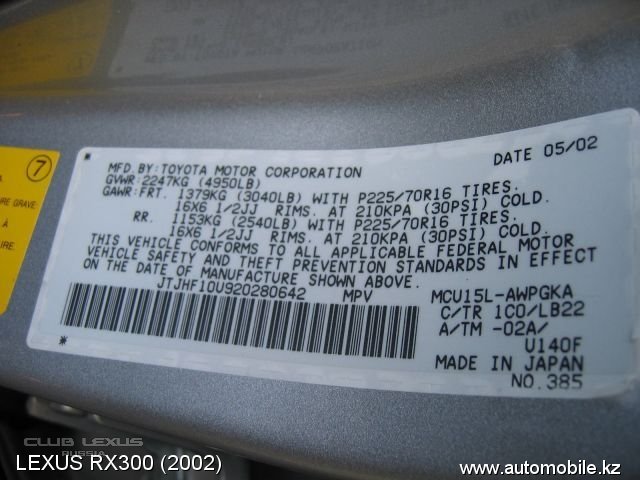 DATE 05/02
MFD.BY:TOYOTA MOTOR CORPORATION
GVWR:2247KG (4950LB)
GAWR:FRT. 1379KG (3040LB) WITH P225/70R16 TIRES.
16X6 1/2JJ RIMS. AT 210KPA (30PSI) COLD.
RR. 1153KG (2540LB) WITH P225/70R16 TIRES.
16X6 1/2JJ RIMS. AT 210KPA (30PSI) COLD.
THIS VEHICLE CONFORMS TO ALL APPLICABLE FEDERAL MOTOR
VEHICLE SAFETY AND THEFT PREVENTION STANDARDS IN EFFECT
ON THE DATE OF MANUFACTURE SHOWN ABOVE.
JTJHF10U920280642 MPV MCU15L-AWPGKA
C/TR 1C0/LB22
A/TM -02A/
U140F
MADE IN JAPAN
NO.385
7
URE GRAVE.
RIEURE
CLUB LEXUS
RUSSIA
LEXUS RX300 (2002)
www.automobile.kz